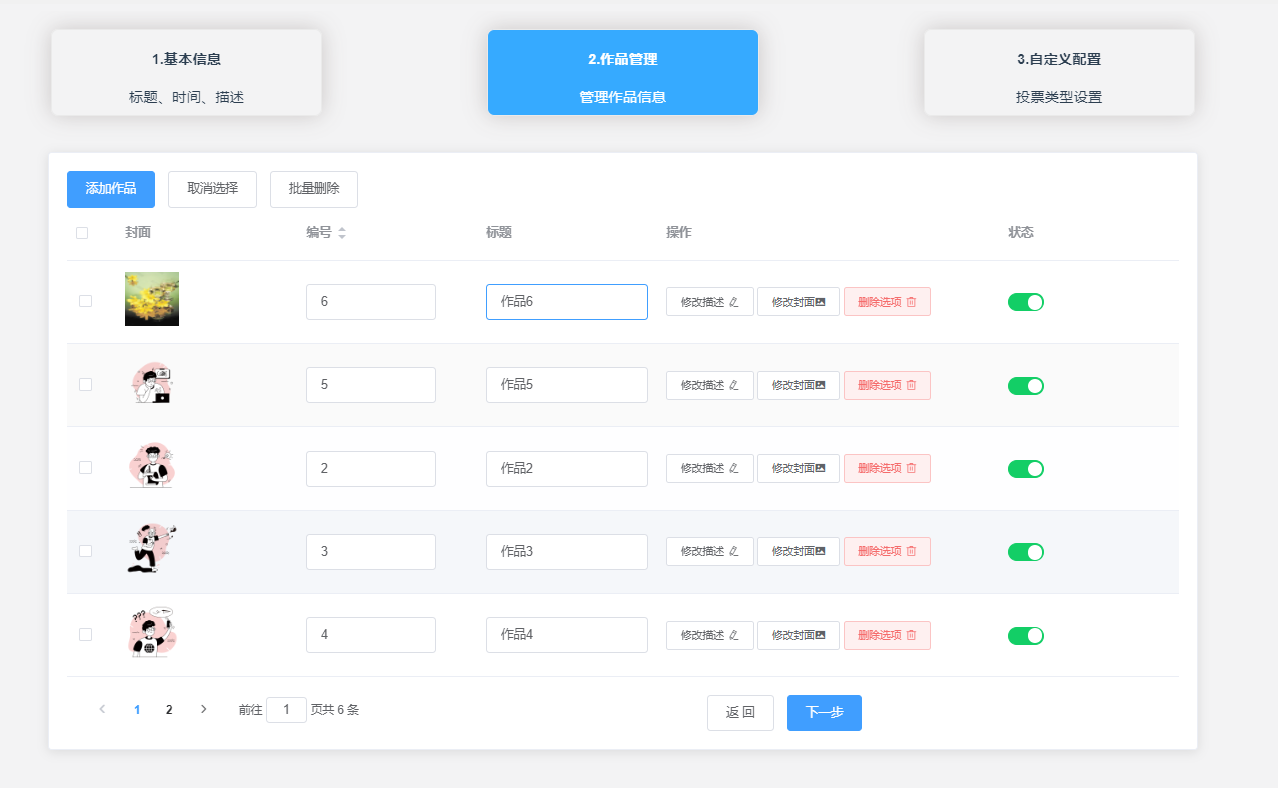 1.基本信息
标题、时间、描述
2.作品管理
管理作品信息
3.自定义配置
投票类型设置
添加作品 取消选择 批量删除
封面 编号 标题 操作 状态
6 作品6 修改描述 修改封面 删除选项
5 作品5 修改描述 修改封面 删除选项
2 作品2 修改描述 修改封面 删除选项
3 作品3 修改描述 修改封面 删除选项
???
4 作品4 修改描述 修改封面 删除选项
1 2 前往 1 页共 6 条 返 回 下一步